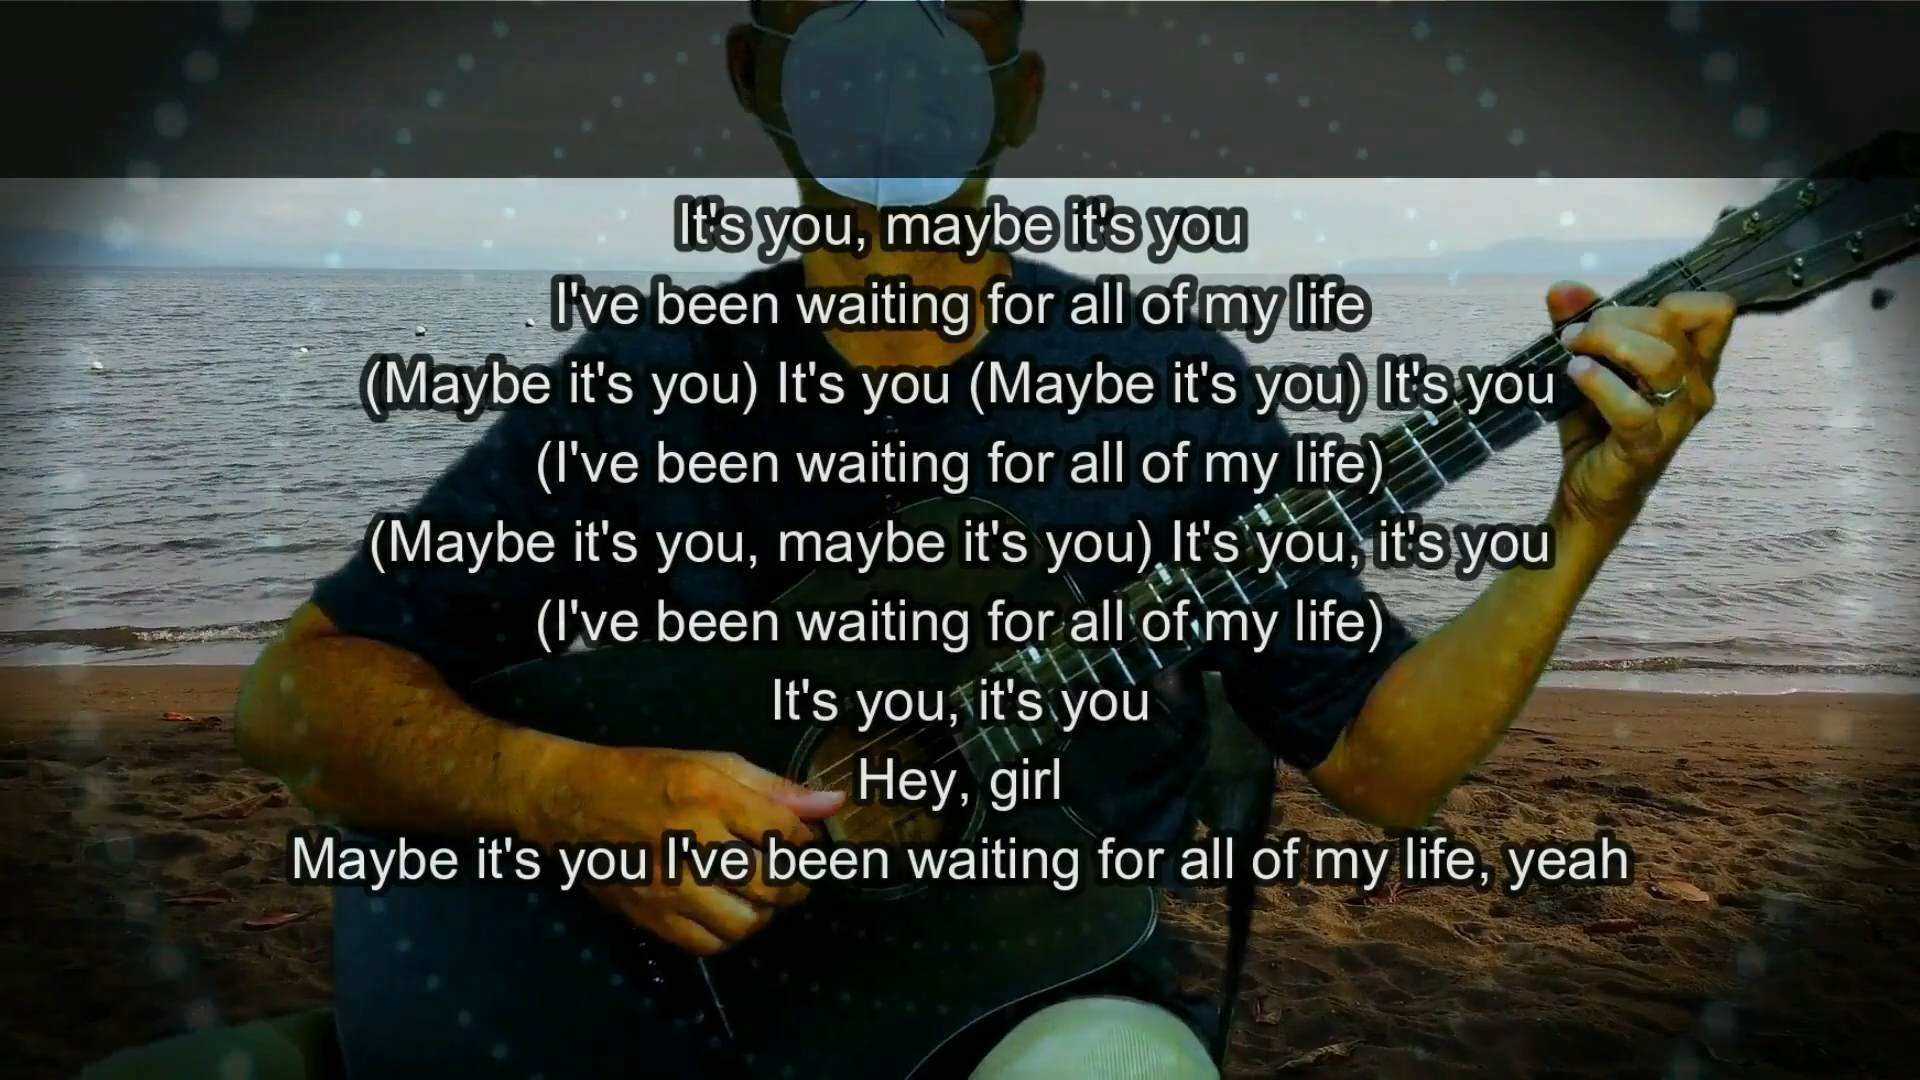 It's you, maybe it's you
I've been waiting for all of my life
(Maybe it's you) It's you (Maybe it's you) It's you
(I've been waiting for all of my life)
(Maybe it's you, maybe it's you) It's you, it's you
(I've been waiting for all of my life)
It's you, it's you
Hey, girl
Maybe it's you I've been waiting for all of my life, yeah